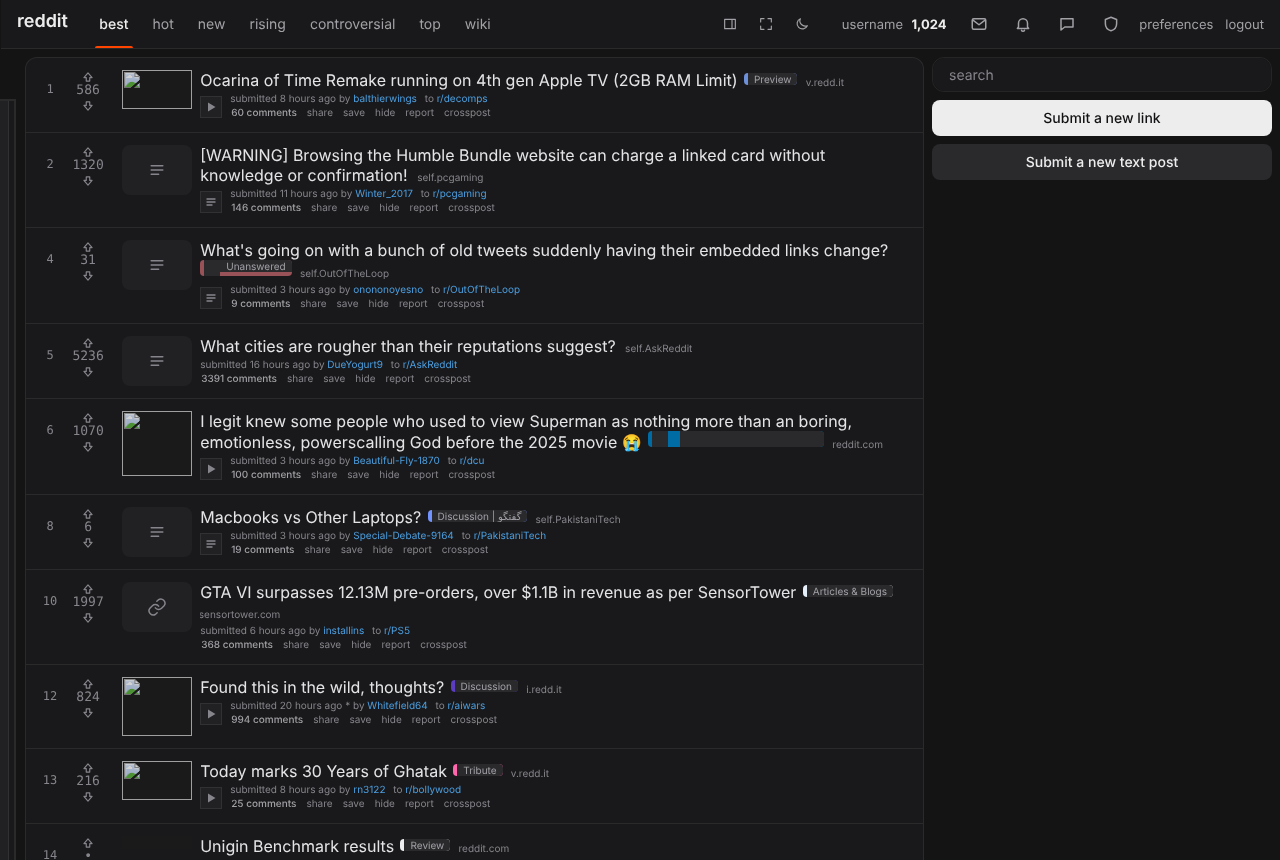 reddit best hot new rising controversial top wiki username 1,024 preferences logout
search
Submit a new link
Submit a new text post
1
586
Ocarina of Time Remake running on 4th gen Apple TV (2GB RAM Limit) Preview v.redd.it
submitted 8 hours ago by balthierwings to r/decomps
60 comments share save hide report crosspost
2
1320
[WARNING] Browsing the Humble Bundle website can charge a linked card without
knowledge or confirmation! self.pcgaming
submitted 11 hours ago by Winter_2017 to r/pcgaming
146 comments share save hide report crosspost
4
31
What's going on with a bunch of old tweets suddenly having their embedded links change?
Unanswered self.OutOfTheLoop
submitted 3 hours ago by onononoyesno to r/OutOfTheLoop
9 comments share save hide report crosspost
5
5236
What cities are rougher than their reputations suggest? self.AskReddit
submitted 16 hours ago by DueYogurt9 to r/AskReddit
3391 comments share save hide report crosspost
6
1070
I legit knew some people who used to view Superman as nothing more than an boring,
emotionless, powerscalling God before the 2025 movie 😭 reddit.com
submitted 3 hours ago by Beautiful-Fly-1870 to r/dcu
100 comments share save hide report crosspost
8
6
Macbooks vs Other Laptops? Discussion | گفتگو self.PakistaniTech
submitted 3 hours ago by Special-Debate-9164 to r/PakistaniTech
19 comments share save hide report crosspost
10
1997
GTA VI surpasses 12.13M pre-orders, over $1.1B in revenue as per SensorTower Articles & Blogs
sensortower.com
submitted 6 hours ago by installins to r/PS5
368 comments share save hide report crosspost
12
824
Found this in the wild, thoughts? Discussion i.redd.it
submitted 20 hours ago * by Whitefield64 to r/aiwars
994 comments share save hide report crosspost
13
216
Today marks 30 Years of Ghatak Tribute v.redd.it
submitted 8 hours ago by rn3122 to r/bollywood
25 comments share save hide report crosspost
14
•
Unigin Benchmark results Review reddit.com